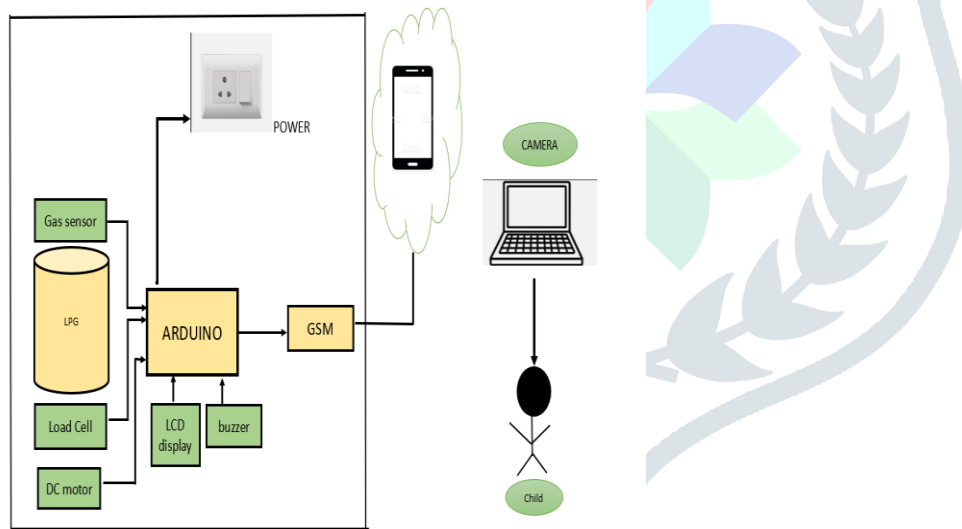 POWER
CAMERA
Gas sensor
LPG
ARDUINO
GSM
Load Cell
LCD
display
buzzer
DC motor
Child